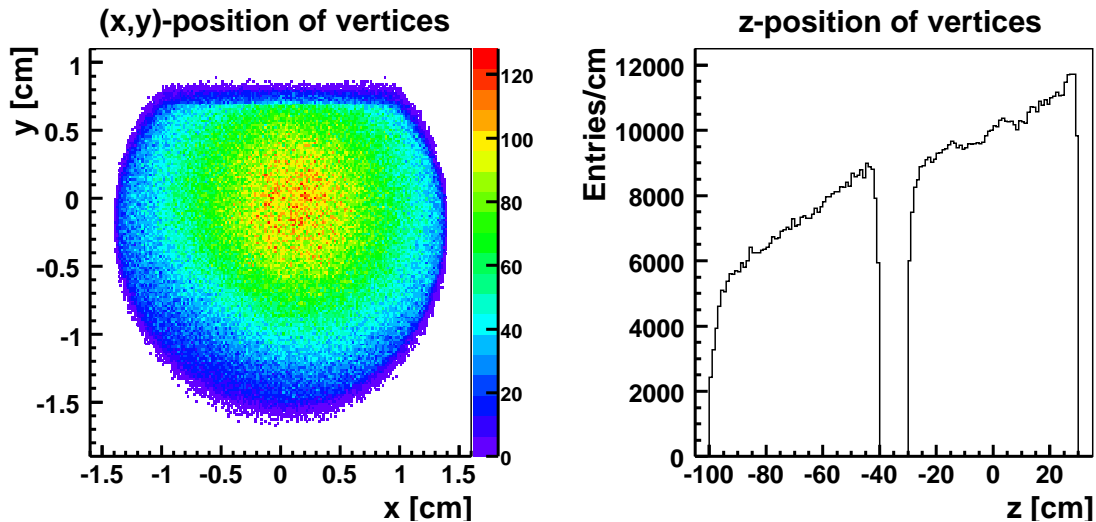 (x,y)-position of vertices
y [cm]
1
0.5
0
-0.5
-1
-1.5
-1.5 -1 -0.5 0 0.5 1 1.5
x [cm]
120
100
80
60
40
20
0
z-position of vertices
Entries/cm
12000
10000
8000
6000
4000
2000
0
-100 -80 -60 -40 -20 0 20
z [cm]